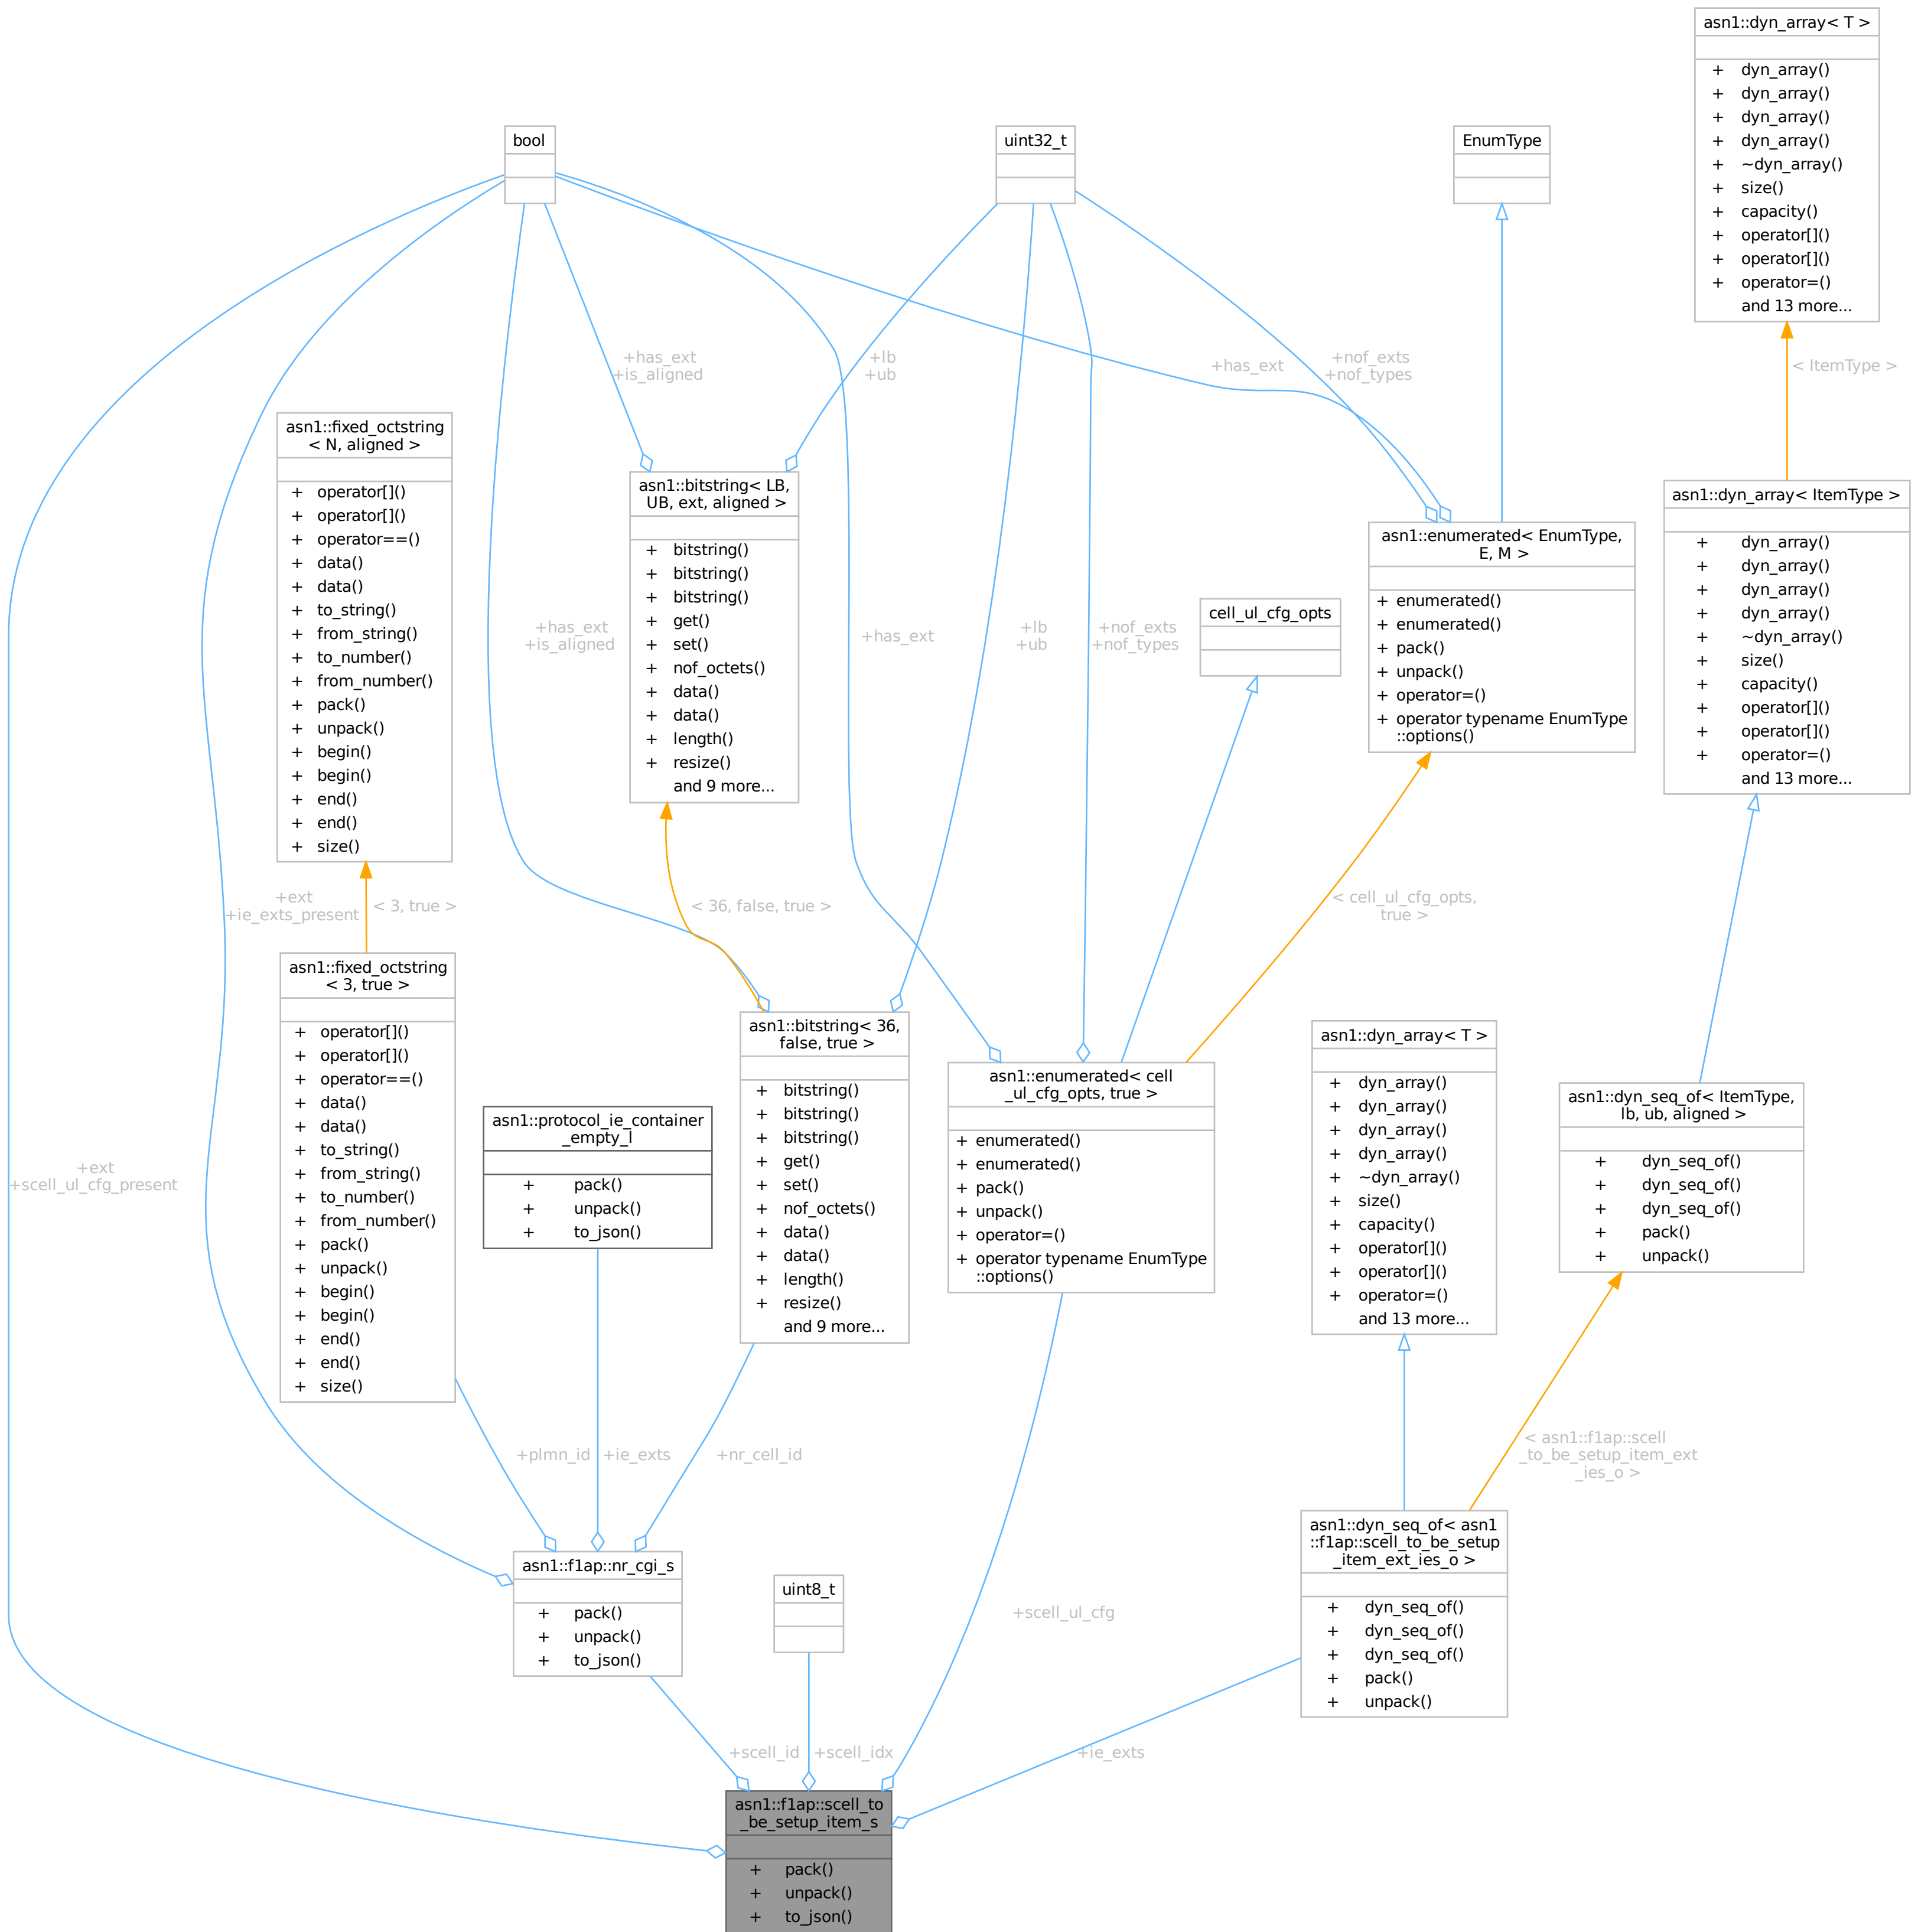 asn1::dyn_array< T >
+ dyn_array()
+ dyn_array()
+ dyn_array()
+ dyn_array()
+ ~dyn_array()
+ size()
+ capacity()
+ operator[]()
+ operator[]()
+ operator=()
and 13 more...
bool
uint32_t
EnumType
+has_ext
+is_aligned
+lb
+ub
+has_ext
+nof_exts
+nof_types
< ItemType >
asn1::fixed_octstring
< N, aligned >
+ operator[]()
+ operator[]()
+ operator==()
+ data()
+ data()
+ to_string()
+ from_string()
+ to_number()
+ from_number()
+ pack()
+ unpack()
+ begin()
+ begin()
+ end()
+ end()
+ size()
asn1::bitstring< LB,
UB, ext, aligned >
+ bitstring()
+ bitstring()
+ bitstring()
+ get()
+ set()
+ nof_octets()
+ data()
+ data()
+ length()
+ resize()
and 9 more...
asn1::enumerated< EnumType,
E, M >
+ enumerated()
+ enumerated()
+ pack()
+ unpack()
+ operator=()
+ operator typename EnumType
::options()
asn1::dyn_array< ItemType >
+ dyn_array()
+ dyn_array()
+ dyn_array()
+ dyn_array()
+ ~dyn_array()
+ size()
+ capacity()
+ operator[]()
+ operator[]()
+ operator=()
and 13 more...
+has_ext
+is_aligned
+has_ext
+lb
+ub
+nof_exts
+nof_types
cell_ul_cfg_opts
+ext
+ie_exts_present
< 3, true >
< 36, false, true >
< cell_ul_cfg_opts,
true >
asn1::fixed_octstring
< 3, true >
+ operator[]()
+ operator[]()
+ operator==()
+ data()
+ data()
+ to_string()
+ from_string()
+ to_number()
+ from_number()
+ pack()
+ unpack()
+ begin()
+ begin()
+ end()
+ end()
+ size()
asn1::protocol_ie_container
_empty_l
+ pack()
+ unpack()
+ to_json()
asn1::bitstring< 36,
false, true >
+ bitstring()
+ bitstring()
+ bitstring()
+ get()
+ set()
+ nof_octets()
+ data()
+ data()
+ length()
+ resize()
and 9 more...
asn1::enumerated< cell
_ul_cfg_opts, true >
+ enumerated()
+ enumerated()
+ pack()
+ unpack()
+ operator=()
+ operator typename EnumType
::options()
asn1::dyn_array< T >
+ dyn_array()
+ dyn_array()
+ dyn_array()
+ dyn_array()
+ ~dyn_array()
+ size()
+ capacity()
+ operator[]()
+ operator[]()
+ operator=()
and 13 more...
asn1::dyn_seq_of< ItemType,
lb, ub, aligned >
+ dyn_seq_of()
+ dyn_seq_of()
+ dyn_seq_of()
+ pack()
+ unpack()
+ext
+scell_ul_cfg_present
+plmn_id
+ie_exts
+nr_cell_id
< asn1::f1ap::scell
_to_be_setup_item_ext
_ies_o >
asn1::f1ap::nr_cgi_s
+ pack()
+ unpack()
+ to_json()
uint8_t
+scell_ul_cfg
asn1::dyn_seq_of< asn1
::f1ap::scell_to_be_setup
_item_ext_ies_o >
+ dyn_seq_of()
+ dyn_seq_of()
+ dyn_seq_of()
+ pack()
+ unpack()
+scell_id
+scell_idx
+ie_exts
asn1::f1ap::scell_to
_be_setup_item_s
+ pack()
+ unpack()
+ to_json()